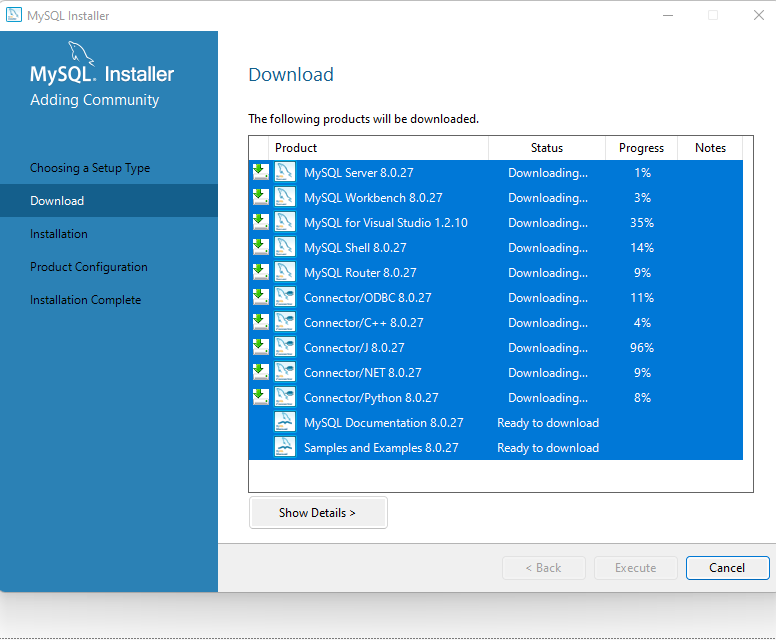 MySQL Installer
MySQL. Installer
Adding Community
Choosing a Setup Type
Download
Installation
Product Configuration
Installation Complete
Download
The following products will be downloaded.
Product Status Progress Notes
MySQL Server 8.0.27 Downloading... 1%
MySQL Workbench 8.0.27 Downloading... 3%
MySQL for Visual Studio 1.2.10 Downloading... 35%
MySQL Shell 8.0.27 Downloading... 14%
MySQL Router 8.0.27 Downloading... 9%
Connector/ODBC 8.0.27 Downloading... 11%
Connector/C++ 8.0.27 Downloading... 4%
Connector/J 8.0.27 Downloading... 96%
Connector/NET 8.0.27 Downloading... 9%
Connector/Python 8.0.27 Downloading... 8%
MySQL Documentation 8.0.27 Ready to download
Samples and Examples 8.0.27 Ready to download
Show Details >
< Back Execute Cancel